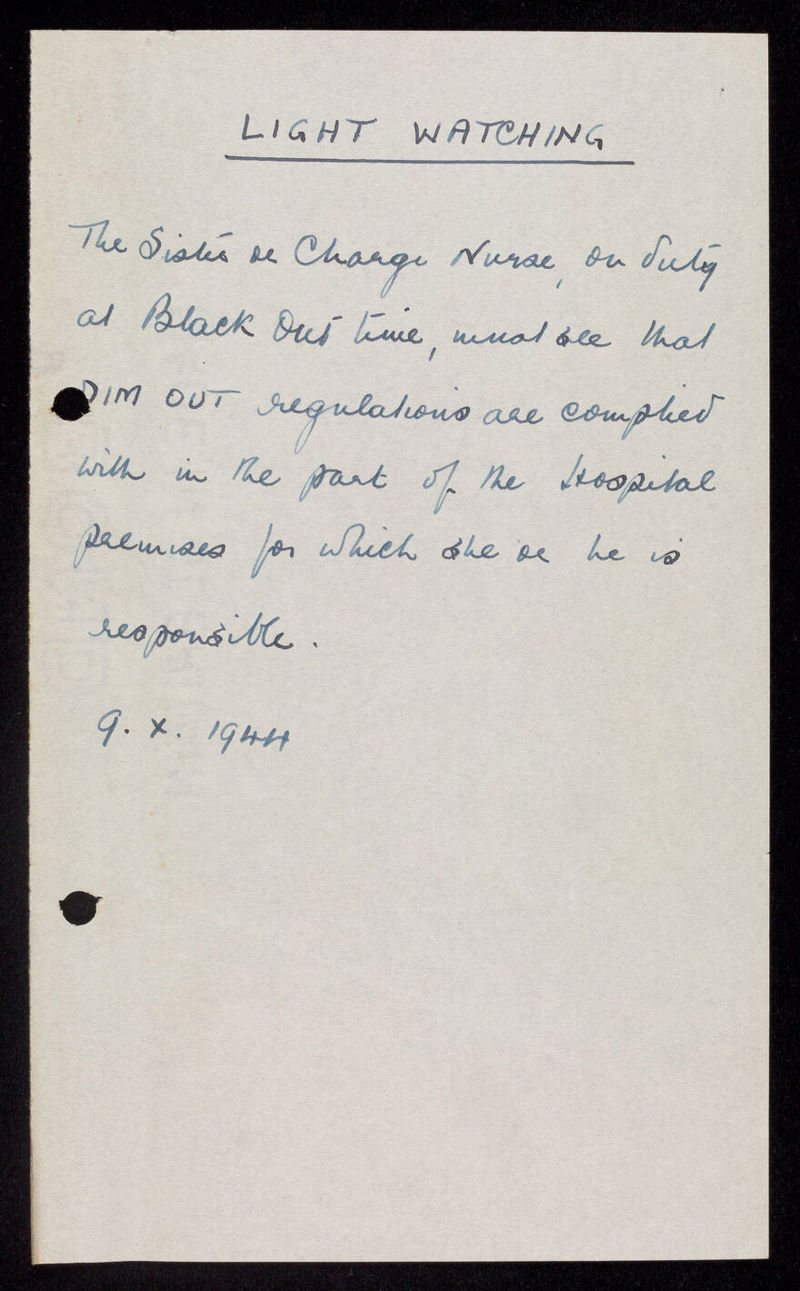 LIGHT WATCHING
The Sister or Charge Nurse, on duty
at Black Out time, must see that
DIM OUT regulations are complied
with in the part of the Hospital
premises for which she or he is
responsible.
9. X. 1944